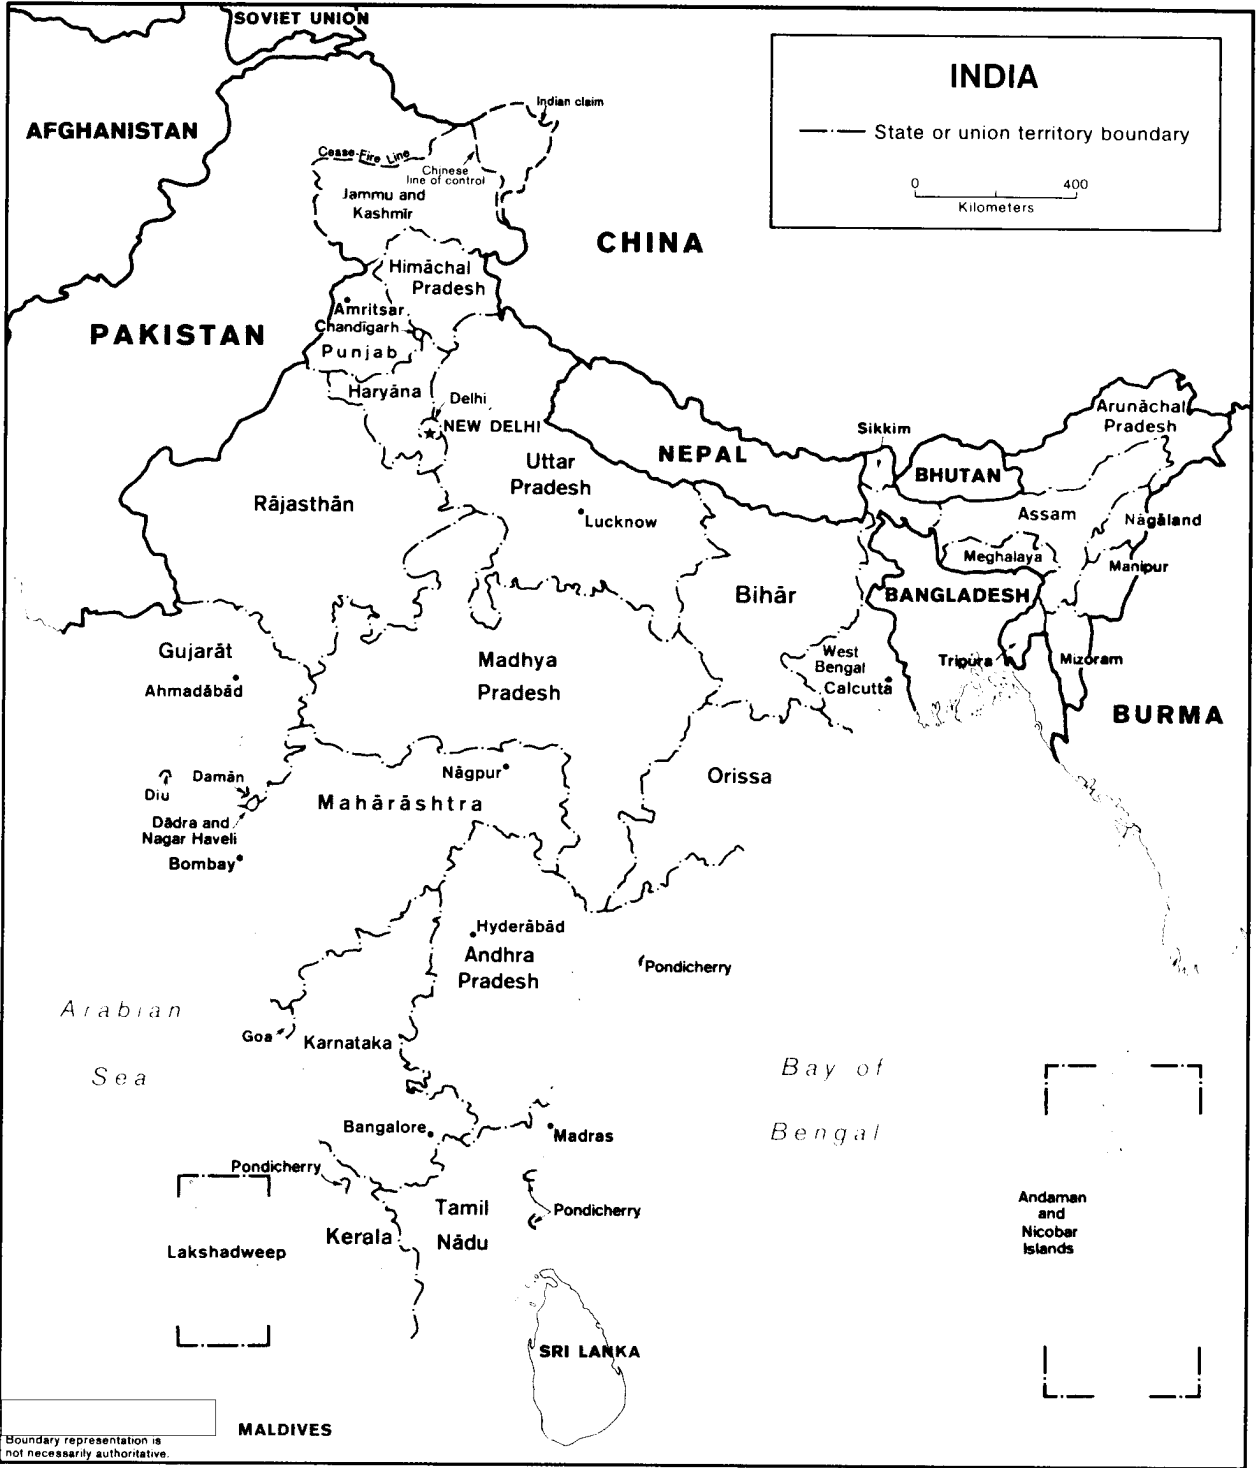 SOVIET UNION
INDIA
State or union territory boundary
0 400
Kilometers
Indian claim
AFGHANISTAN
Cease-Fire Line
Chinese
line of control
Jammu and
Kashmīr
CHINA
Himāchal
Pradesh
Amritsar
Chandīgarh
PAKISTAN
Punjab
Haryāna
Delhi
NEW DELHI
Arunāchal
Pradesh
Sikkim
NEPAL
BHUTAN
Uttar
Pradesh
Rājasthān
Lucknow
Assam
Nāgāland
Meghalaya
Manipur
Bihār
BANGLADESH
Gujarāt
Madhya
Pradesh
West
Bengal
Tripura
Mizoram
Ahmadābād
Calcutta
BURMA
Nāgpur
Orissa
Damān
Diu
Mahārāshtra
Dādra and
Nagar Haveli
Bombay
Hyderābād
Andhra
Pradesh
Pondicherry
Arabian
Sea
Goa
Karnataka
Bay of
Bengal
Bangalore
Madras
Pondicherry
Tamil
Nādu
Pondicherry
Kerala
Lakshadweep
Andaman
and
Nicobar
Islands
SRI LANKA
MALDIVES
Boundary representation is
not necessarily authoritative.